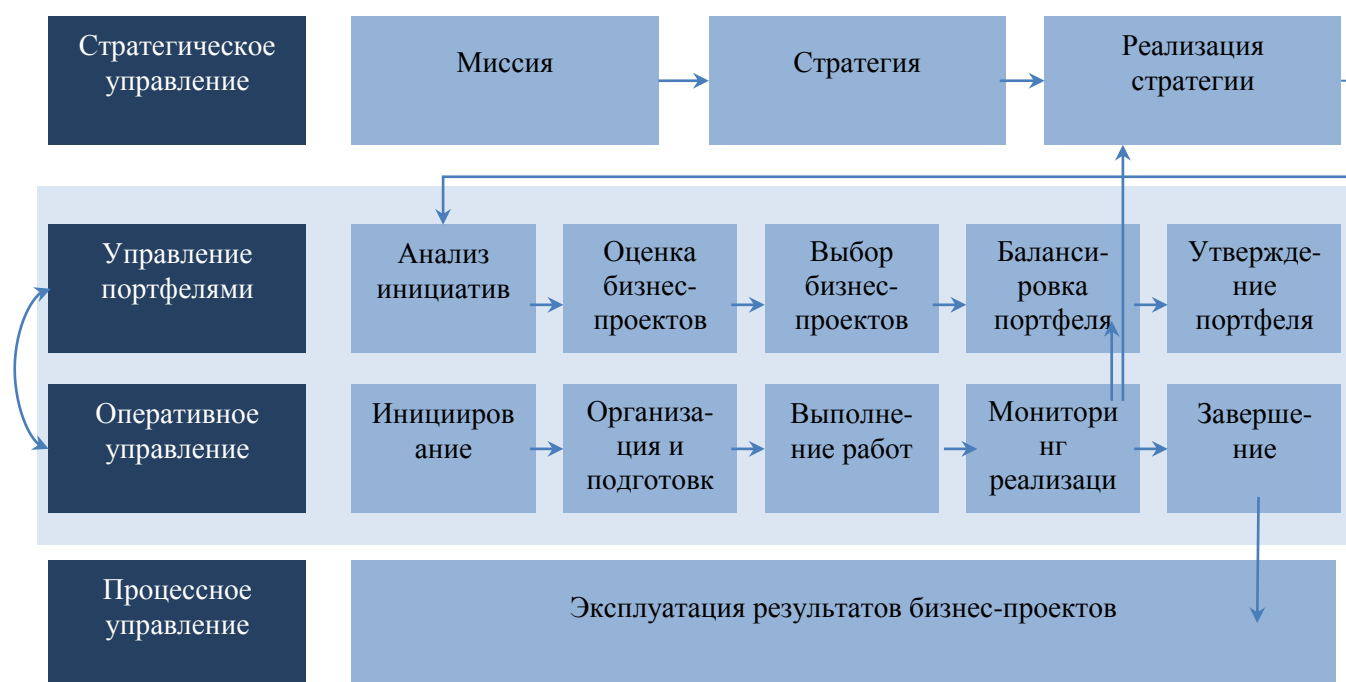 Стратегическое
управление
Миссия
Стратегия
Реализация
стратегии
Управление
портфелями
Анализ
инициатив
Оценка
бизнес-
проектов
Выбор
бизнес-
проектов
Баланси-
ровка
портфеля
Утвержде-
ние
портфеля
Оперативное
управление
Иницииров
ание
Организа-
ция и
подготовк
Выполне-
ние работ
Монитори
нг
реализаци
Заверше-
ние
Процессное
управление
Эксплуатация результатов бизнес-проектов